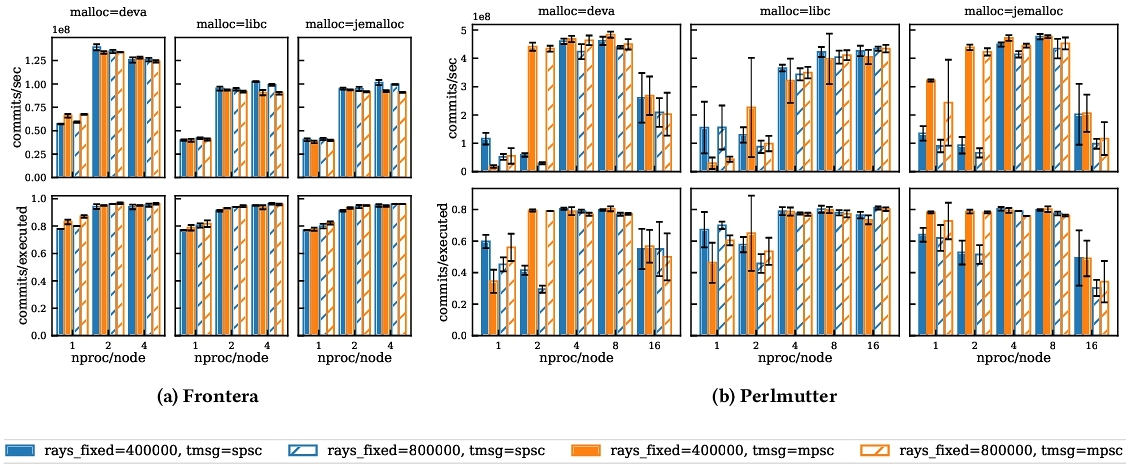 malloc=deva
malloc=libc
malloc=jemalloc
malloc=deva
malloc=libc
malloc=jemalloc
1e8
1e8
commits/sec
1.25
1.00
0.75
0.50
0.25
0.00
commits/sec
5
4
3
2
1
0
commits/executed
1.0
0.8
0.6
0.4
0.2
0.0
commits/executed
0.8
0.6
0.4
0.2
0.0
1 2 4
1 2 4
1 2 4
1 2 4 8 16
1 2 4 8 16
1 2 4 8 16
nproc/node
nproc/node
nproc/node
nproc/node
nproc/node
nproc/node
(a) Frontera
(b) Perlmutter
rays_fixed=400000, tmsg=spsc
rays_fixed=800000, tmsg=spsc
rays_fixed=400000, tmsg=mpsc
rays_fixed=800000, tmsg=mpsc